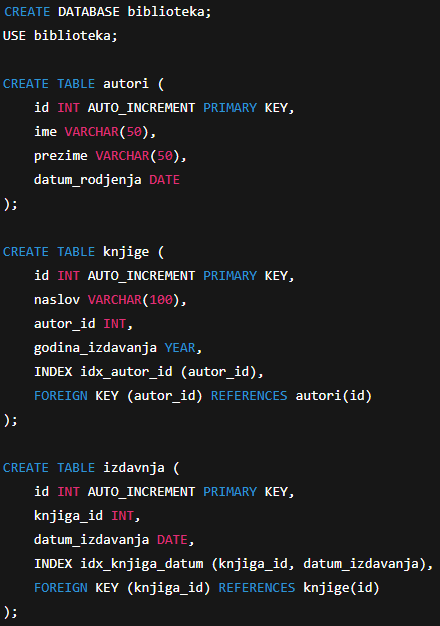 CREATE DATABASE biblioteka;
USE biblioteka;
CREATE TABLE autori (
id INT AUTO_INCREMENT PRIMARY KEY,
ime VARCHAR(50),
prezime VARCHAR(50),
datum_rodjenja DATE
);
CREATE TABLE knjige (
id INT AUTO_INCREMENT PRIMARY KEY,
naslov VARCHAR(100),
autor_id INT,
godina_izdavanja YEAR,
INDEX idx_autor_id (autor_id),
FOREIGN KEY (autor_id) REFERENCES autori(id)
);
CREATE TABLE izdavnja (
id INT AUTO_INCREMENT PRIMARY KEY,
knjiga_id INT,
datum_izdavanja DATE,
INDEX idx_knjiga_datum (knjiga_id, datum_izdavanja),
FOREIGN KEY (knjiga_id) REFERENCES knjige(id)
);